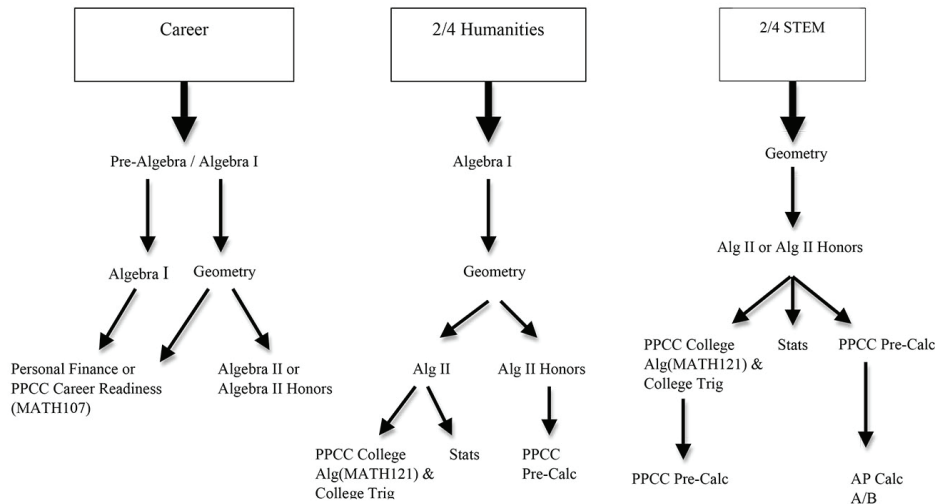 Career
Pre-Algebra / Algebra I
Algebra I
Geometry
Personal Finance or
PPCC Career Readiness
(MATH107)
Algebra II or
Algebra II Honors
2/4 Humanities
Algebra I
Geometry
Alg II
Alg II Honors
PPCC College
Alg(MATH121) &
College Trig
Stats
PPCC
Pre-Calc
2/4 STEM
Geometry
Alg II or Alg II Honors
PPCC College
Alg(MATH121) &
College Trig
Stats
PPCC Pre-Calc
PPCC Pre-Calc
AP Calc
A/B